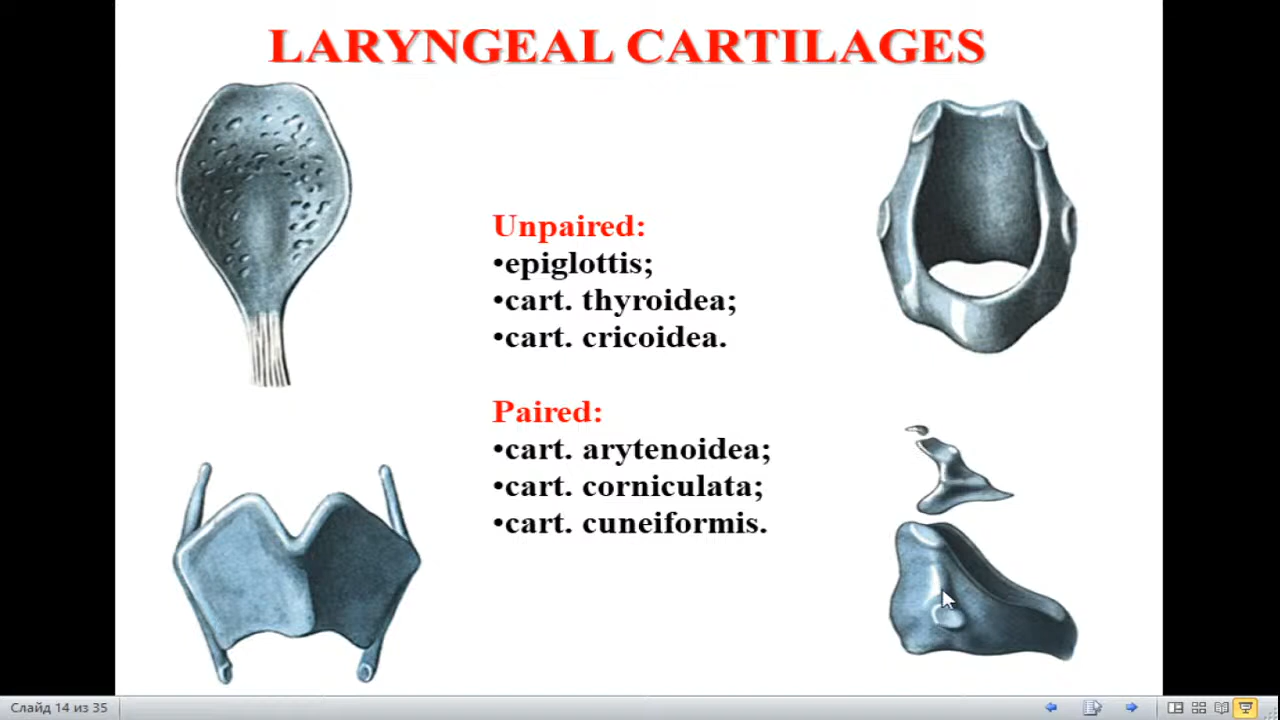 LARYNGEAL CARTILAGES
Unpaired:
•epiglottis;
•cart. thyroidea;
•cart. cricoidea.
Paired:
•cart. arytenoidea;
•cart. corniculata;
•cart. cuneiformis.
Слайд 14 из 35